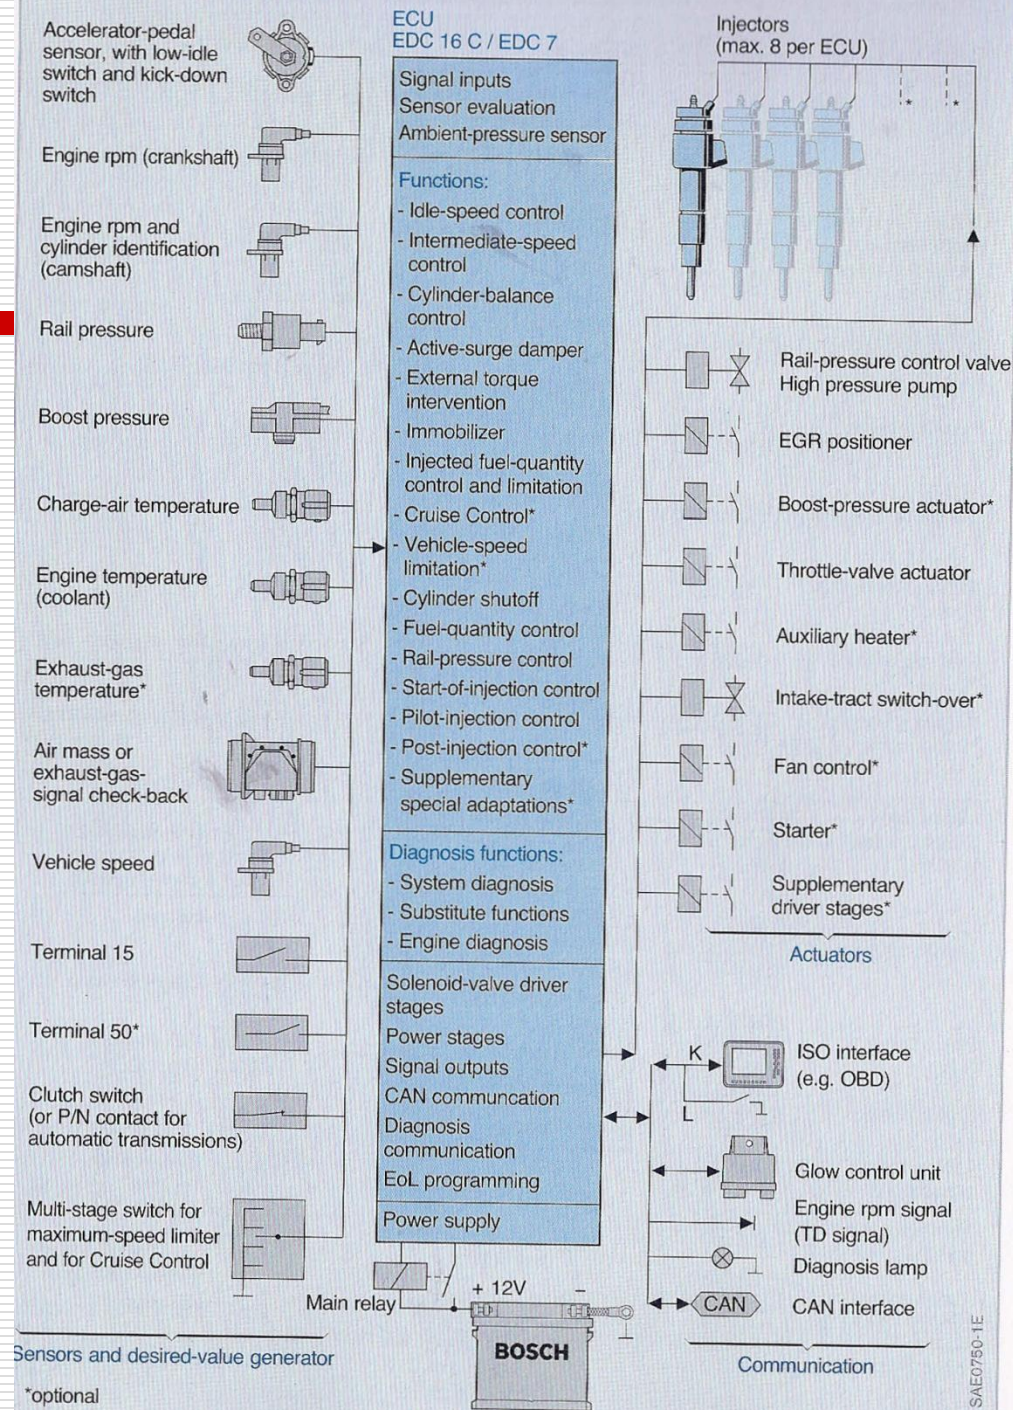 Accelerator-pedal
sensor, with low-idle
switch and kick-down
switch
Engine rpm (crankshaft)
Engine rpm and
cylinder identification
(camshaft)
Rail pressure
Boost pressure
Charge-air temperature
Engine temperature
(coolant)
Exhaust-gas
temperature*
Air mass or
exhaust-gas-
signal check-back
Vehicle speed
Terminal 15
Terminal 50*
Clutch switch
(or P/N contact for
automatic transmissions)
Multi-stage switch for
maximum-speed limiter
and for Cruise Control
Sensors and desired-value generator
*optional
ECU
EDC 16 C / EDC 7
Signal inputs
Sensor evaluation
Ambient-pressure sensor
Functions:
- Idle-speed control
- Intermediate-speed
control
- Cylinder-balance
control
- Active-surge damper
- External torque
intervention
- Immobilizer
- Injected fuel-quantity
control and limitation
- Cruise Control*
- Vehicle-speed
limitation*
- Cylinder shutoff
- Fuel-quantity control
- Rail-pressure control
- Start-of-injection control
- Pilot-injection control
- Post-injection control*
- Supplementary
special adaptations*
Diagnosis functions:
- System diagnosis
- Substitute functions
- Engine diagnosis
Solenoid-valve driver
stages
Power stages
Signal outputs
CAN communcation
Diagnosis
communication
EoL programming
Power supply
Main relay
+ 12V
−
BOSCH
Injectors
(max. 8 per ECU)
*
*
Rail-pressure control valve
High pressure pump
EGR positioner
Boost-pressure actuator*
Throttle-valve actuator
Auxiliary heater*
Intake-tract switch-over*
Fan control*
Starter*
Supplementary
driver stages*
Actuators
K
L
ISO interface
(e.g. OBD)
Glow control unit
Engine rpm signal
(TD signal)
Diagnosis lamp
CAN
CAN interface
Communication
SAE0750-1E